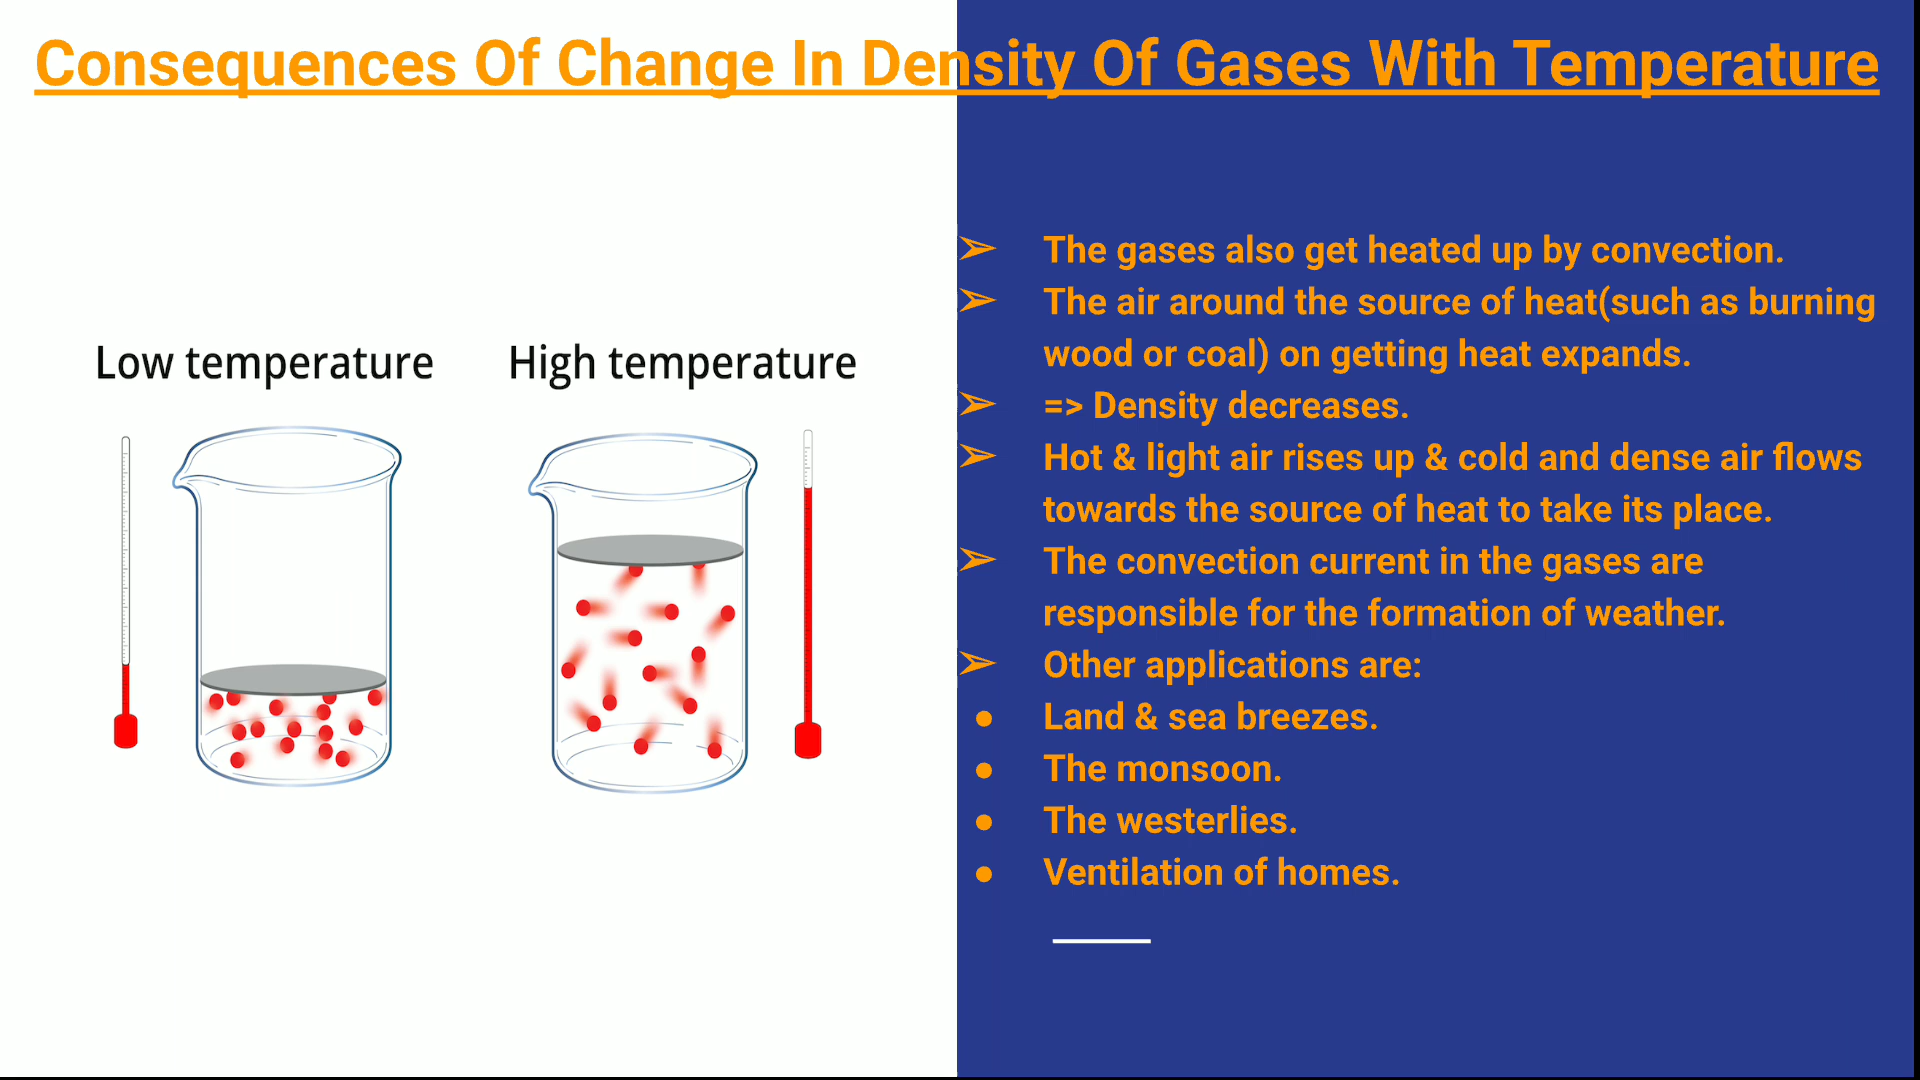 Consequences Of Change In Density Of Gases With Temperature
Low temperature
High temperature
➢ The gases also get heated up by convection.
➢ The air around the source of heat(such as burning
wood or coal) on getting heat expands.
➢ => Density decreases.
➢ Hot & light air rises up & cold and dense air flows
towards the source of heat to take its place.
➢ The convection current in the gases are
responsible for the formation of weather.
➢ Other applications are:
● Land & sea breezes.
● The monsoon.
● The westerlies.
● Ventilation of homes.